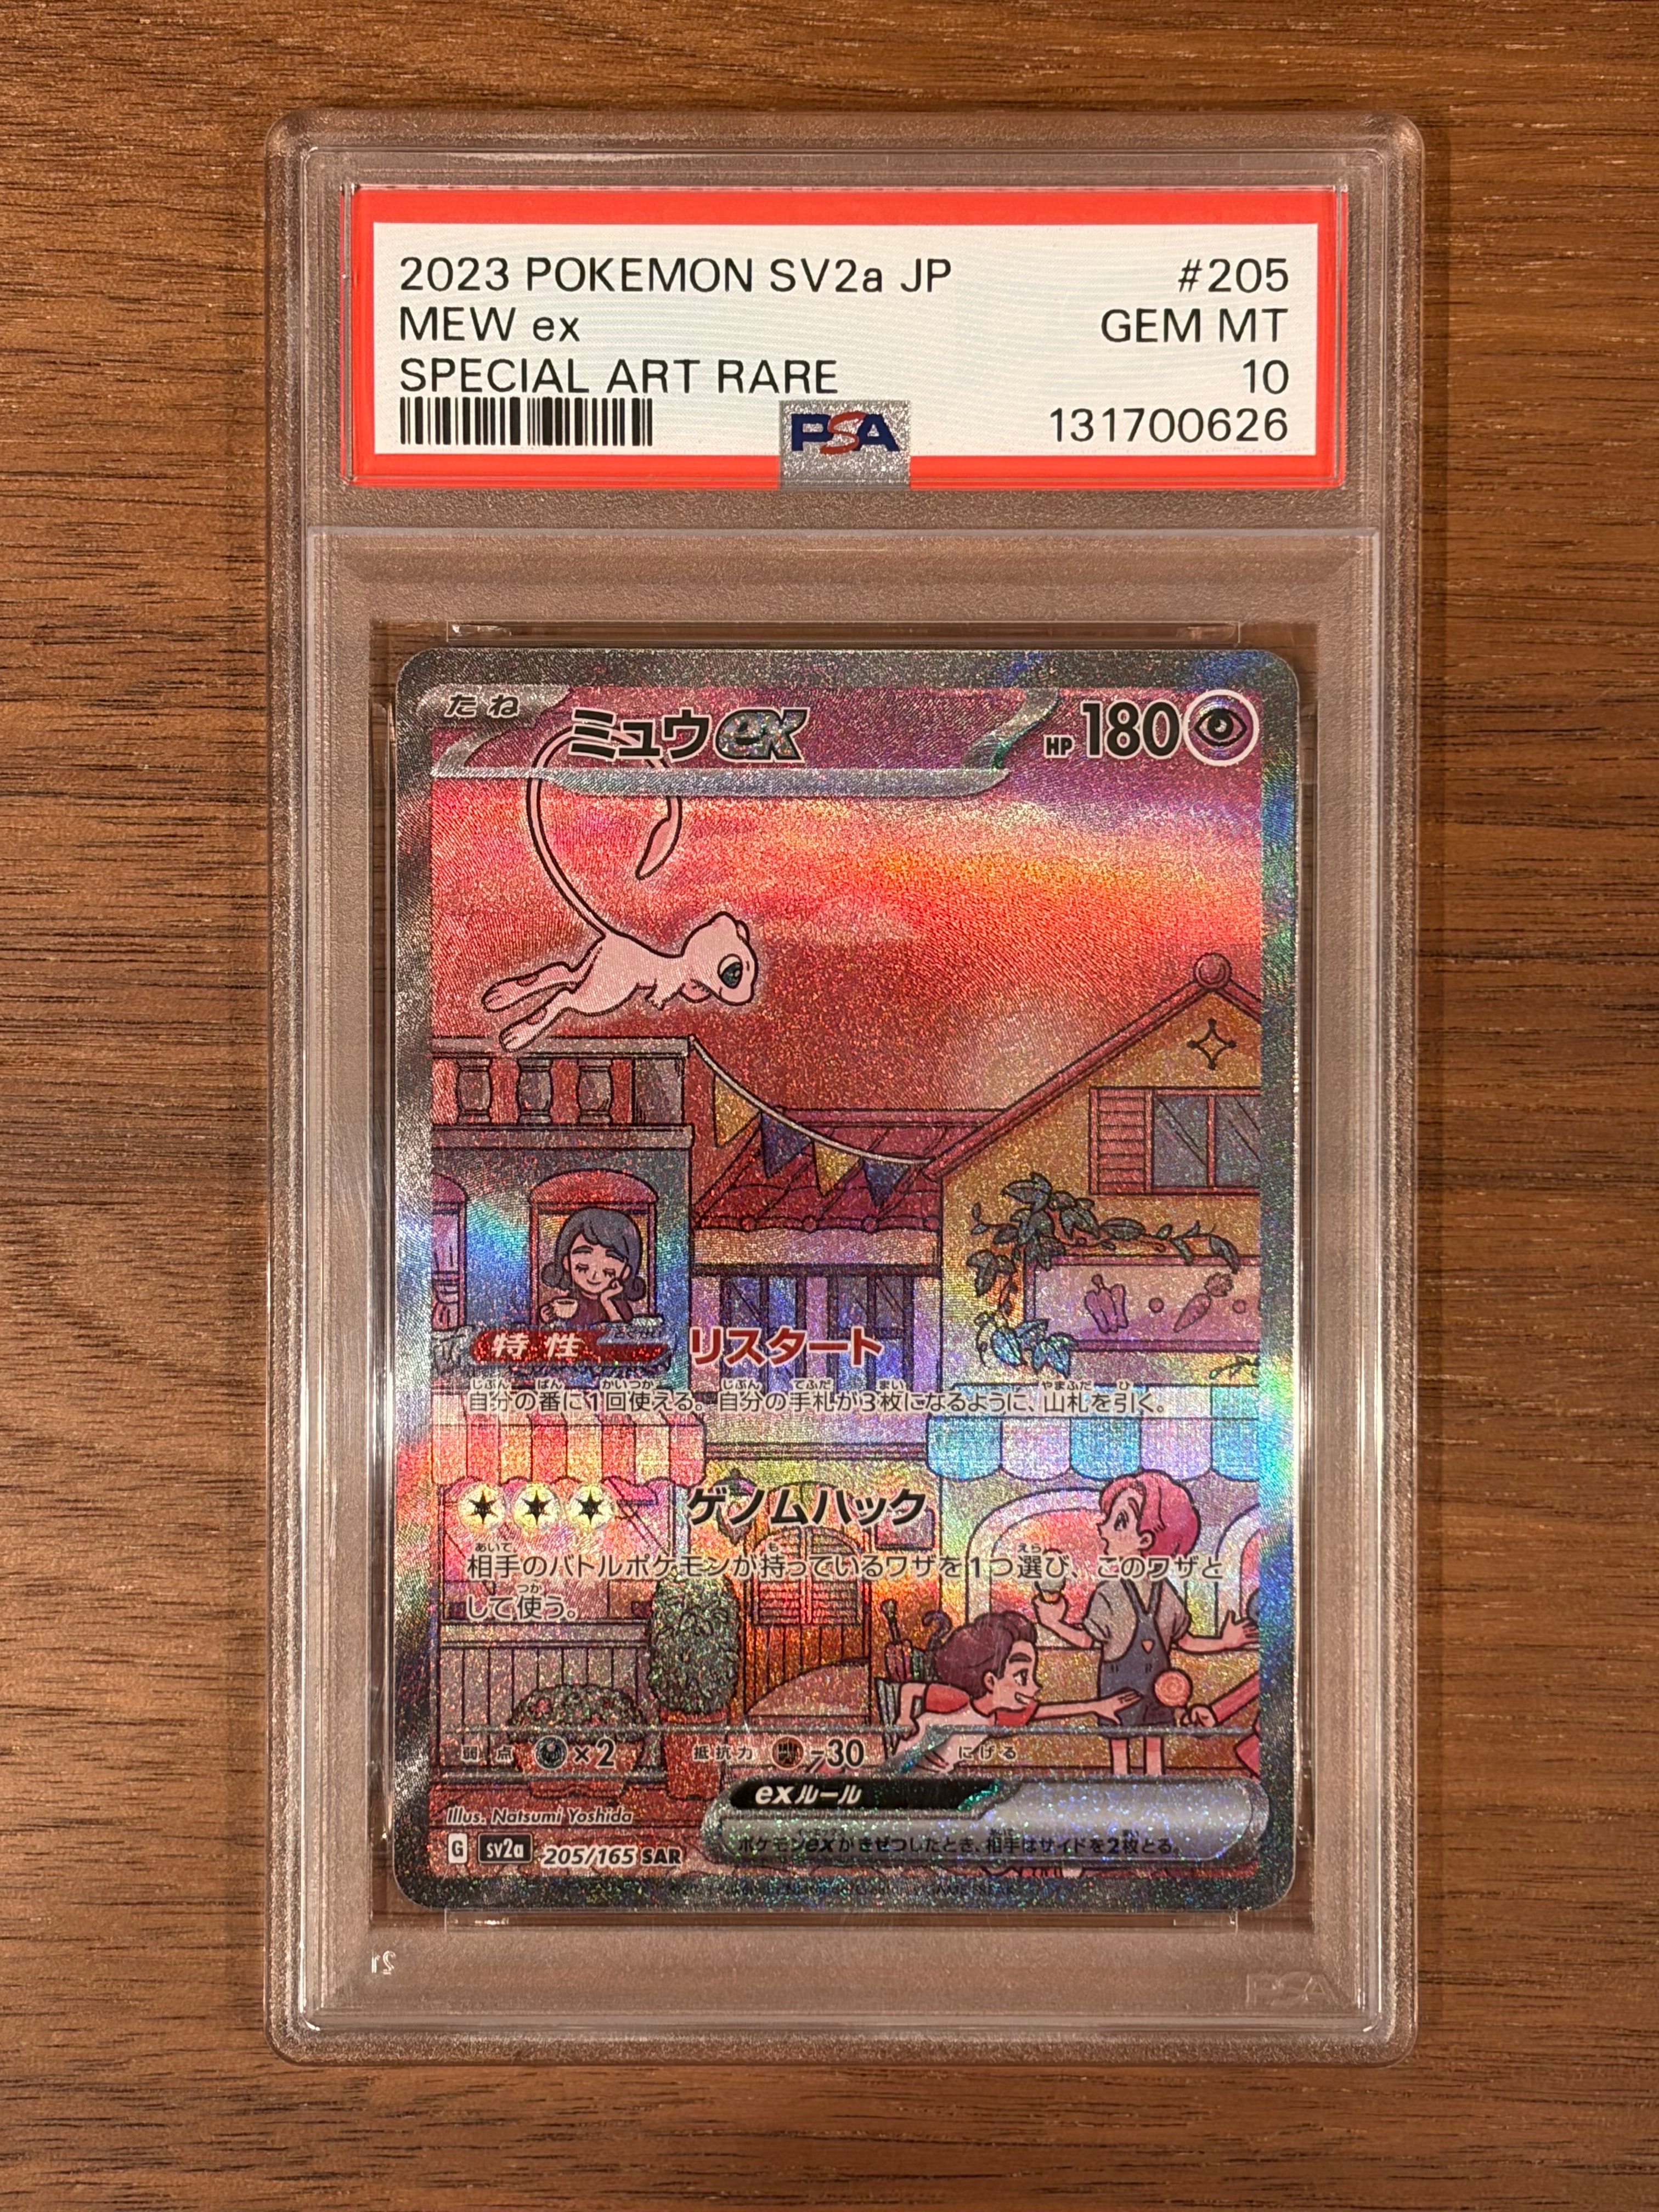 2023 POKEMON SV2a JP #205
MEW ex GEM MT
SPECIAL ART RARE 10
PSA 131700626
たね ミュウex HP 180
特性 リスタート
自分の番に1回使える。自分の手札が3枚になるように、山札を引く。
ゲノムハック
相手のバトルポケモンが持っているワザを1つ選び、このワザと
して使う。
弱点 ×2 抵抗力 -30 にげる
exルール
ポケモンexがきぜつしたとき、相手はサイドを2枚とる。
Illus. Natsumi Yoshida
G sv2a 205/165 SAR
21
PSA